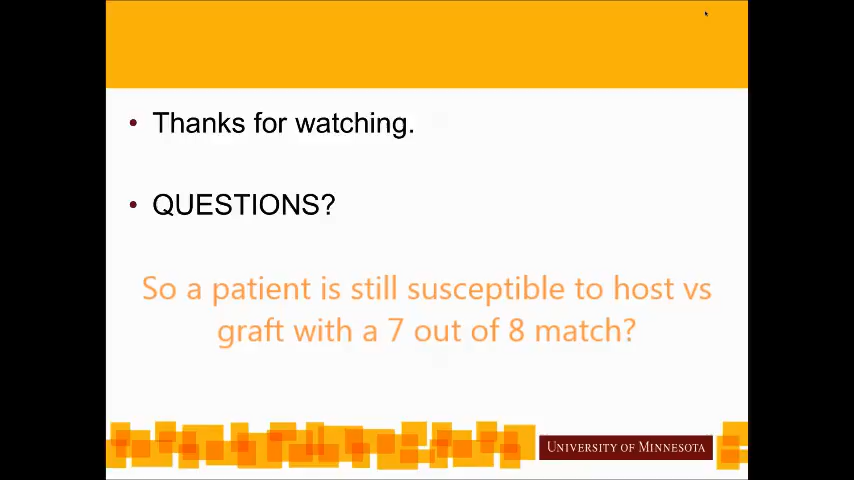 • Thanks for watching.
• QUESTIONS?
So a patient is still susceptible to host vs
graft with a 7 out of 8 match?
UNIVERSITY OF MINNESOTA